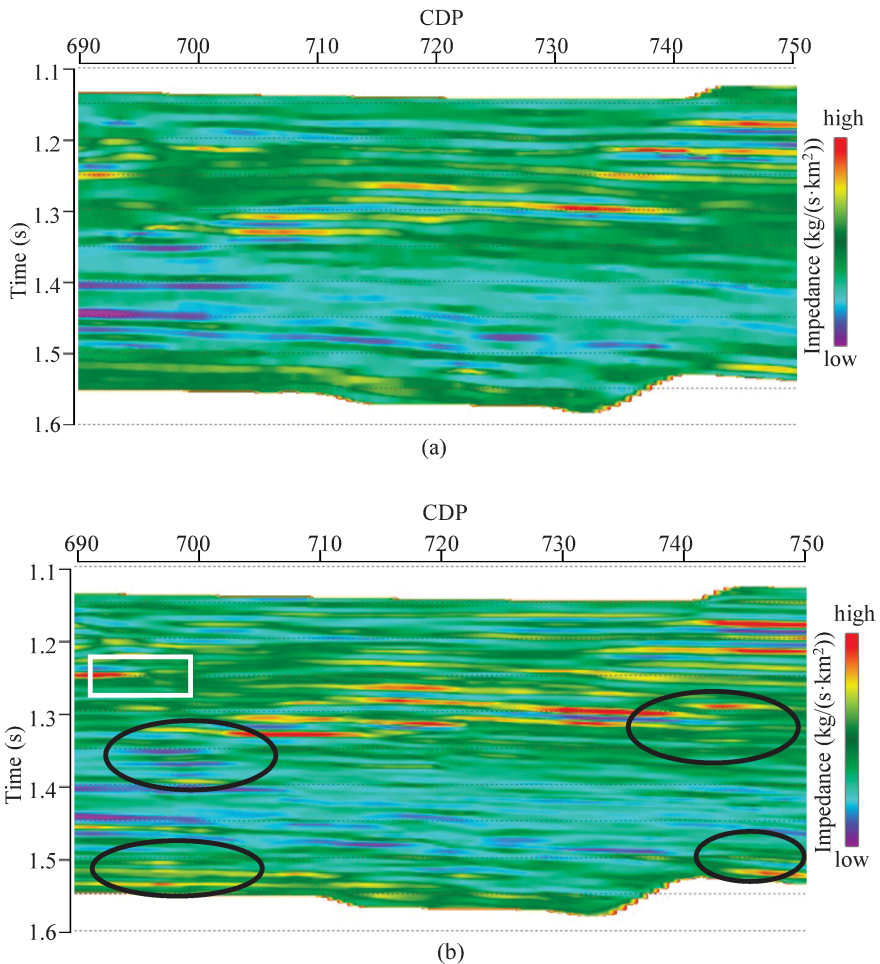 CDP
690 700 710 720 730 740 750
1.1
1.2
1.3
1.4
1.5
1.6
Time (s)
high
Impedance (kg/(s·km²))
low
(a)
CDP
690 700 710 720 730 740 750
1.1
1.2
1.3
1.4
1.5
1.6
Time (s)
high
Impedance (kg/(s·km²))
low
(b)